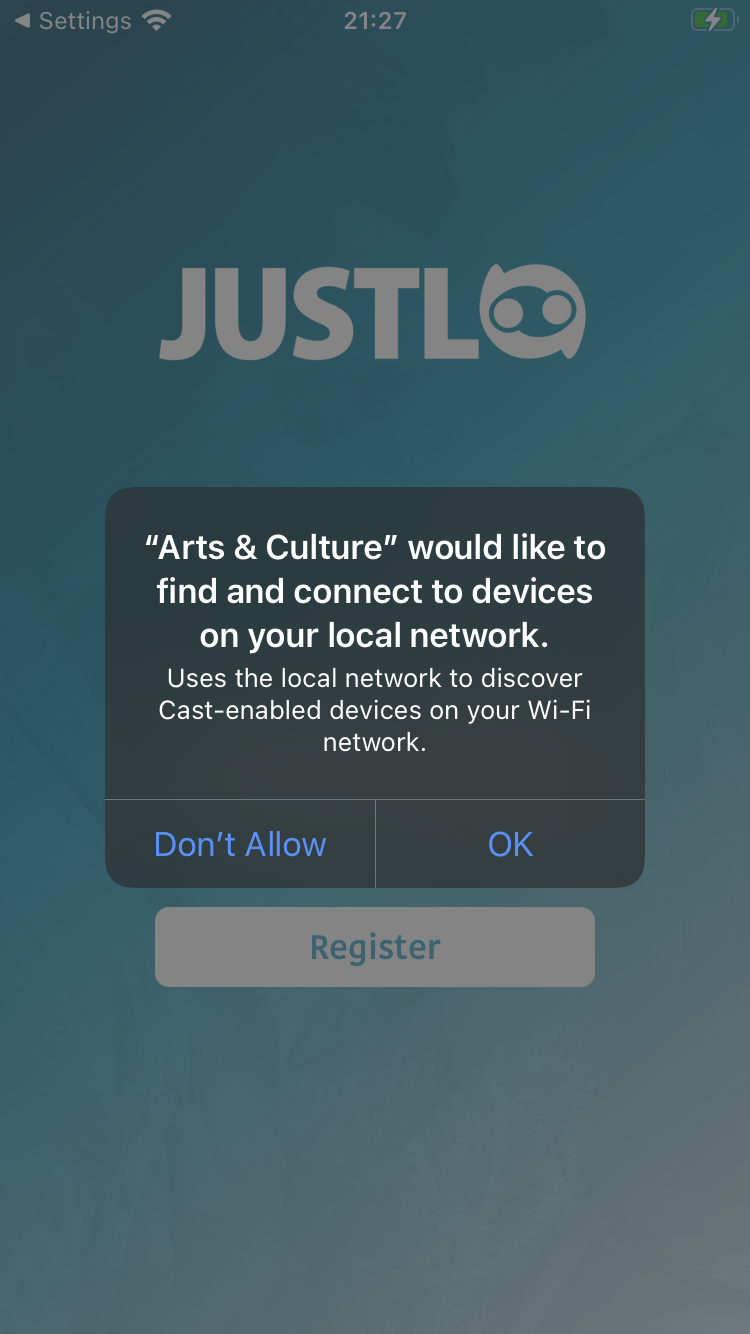 ◀ Settings 21:27
JUSTLO
“Arts & Culture” would like to
find and connect to devices
on your local network.
Uses the local network to discover
Cast-enabled devices on your Wi-Fi
network.
Don’t Allow OK
Register